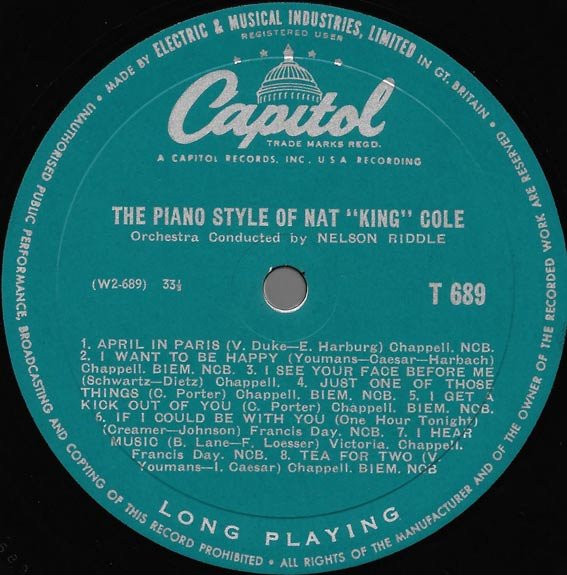 MADE BY ELECTRIC & MUSICAL INDUSTRIES, LIMITED IN GT. BRITAIN •
REGISTERED USER
Capitol
TRADE MARKS REGD.
A CAPITOL RECORDS, INC. USA RECORDING
THE PIANO STYLE OF NAT "KING" COLE
Orchestra Conducted by NELSON RIDDLE
(W2-689) 33⅓
T 689
1. APRIL IN PARIS (V. Duke—E. Harburg) Chappell. NCB.
2. I WANT TO BE HAPPY (Youmans—Caesar—Harbach)
Chappell. BIEM. NCB. 3. I SEE YOUR FACE BEFORE ME
(Schwartz—Dietz) Chappell. 4. JUST ONE OF THOSE
THINGS (C. Porter) Chappell. BIEM. NCB. 5. I GET A
KICK OUT OF YOU (C. Porter) Chappell. BIEM. NCB.
6. IF I COULD BE WITH YOU (One Hour Tonight)
(Creamer—Johnson) Francis Day. NCB. 7. I HEAR
MUSIC (B. Lane—F. Loesser) Victoria. Chappell.
Francis Day. NCB. 8. TEA FOR TWO (V.
Youmans—I. Caesar) Chappell. BIEM. NCB
LONG PLAYING
UNAUTHORISED PUBLIC PERFORMANCE, BROADCASTING AND COPYING OF THIS RECORD PROHIBITED • ALL RIGHTS OF THE MANUFACTURER AND OF THE OWNER OF THE RECORDED WORK ARE RESERVED •